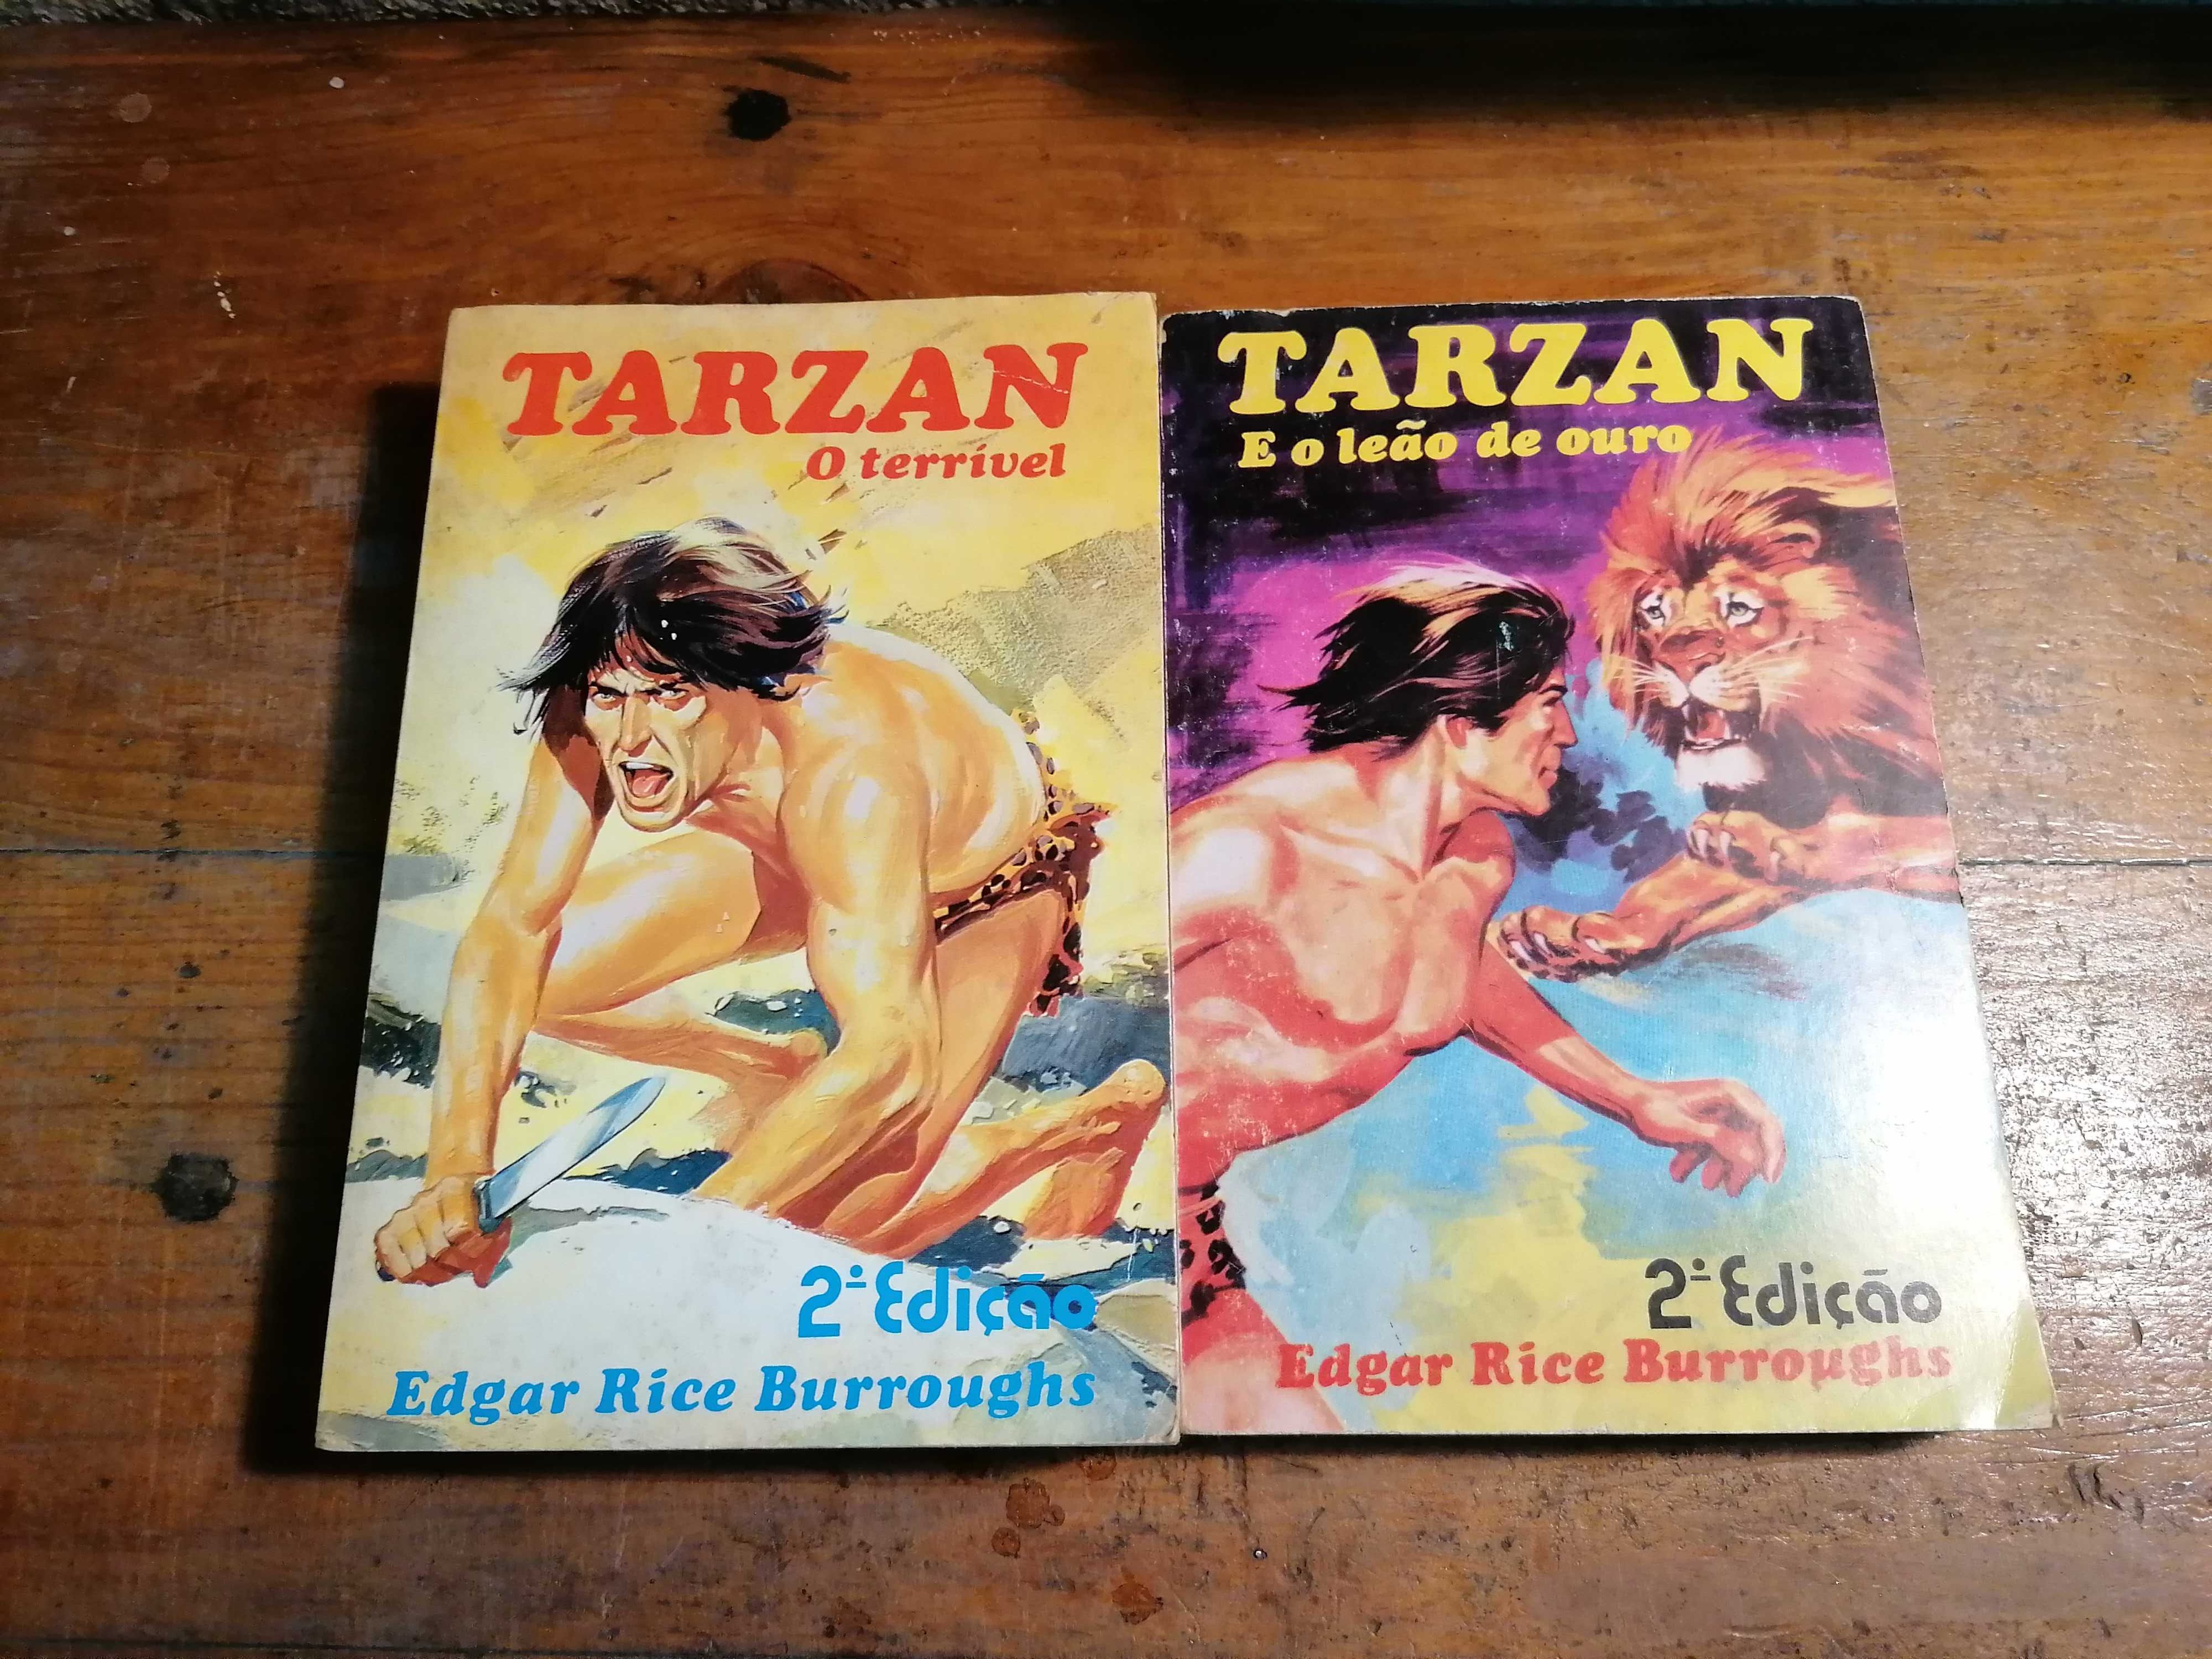 TARZAN
O terrível
2ª Edição
Edgar Rice Burroughs
TARZAN
E o leão de ouro
2ª Edição
Edgar Rice Burroughs